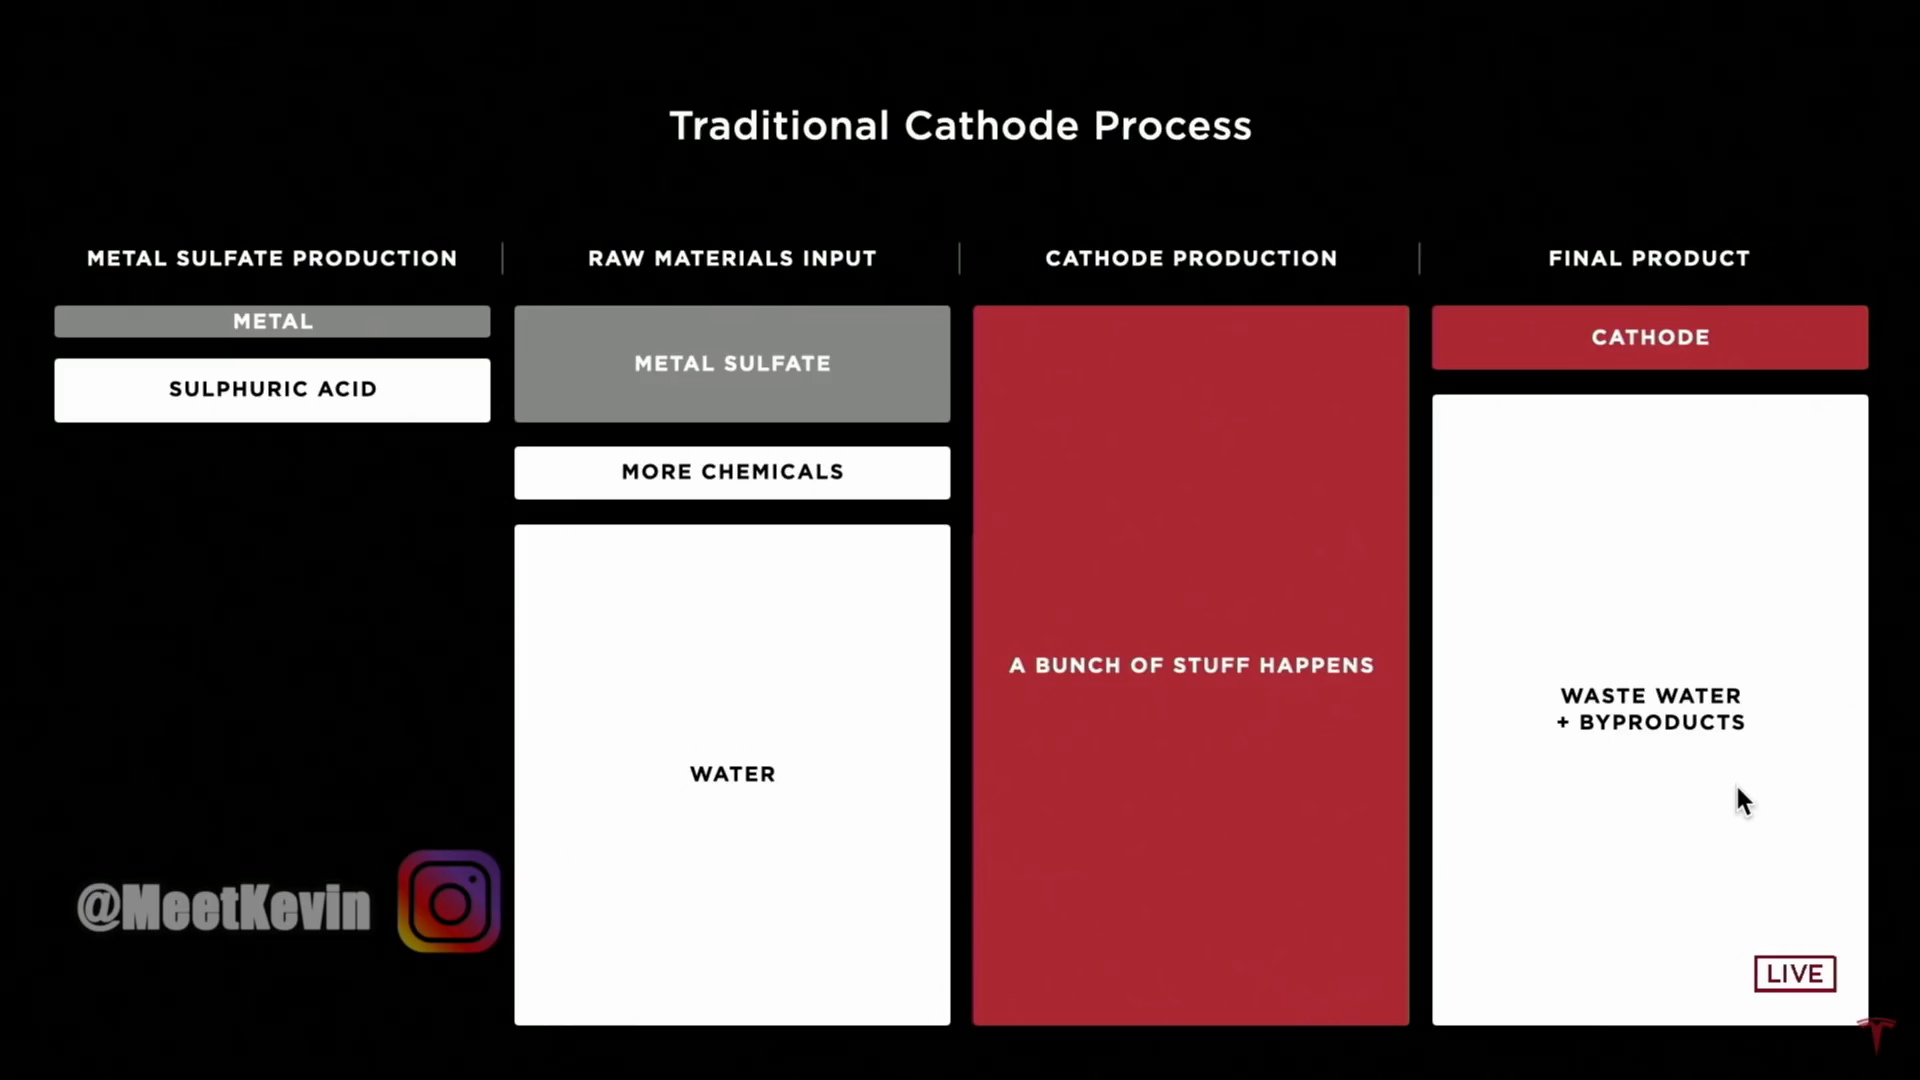 Traditional Cathode Process
METAL SULFATE PRODUCTION
RAW MATERIALS INPUT
CATHODE PRODUCTION
FINAL PRODUCT
METAL
SULPHURIC ACID
METAL SULFATE
MORE CHEMICALS
WATER
A BUNCH OF STUFF HAPPENS
CATHODE
WASTE WATER
+ BYPRODUCTS
@MeetKevin
LIVE